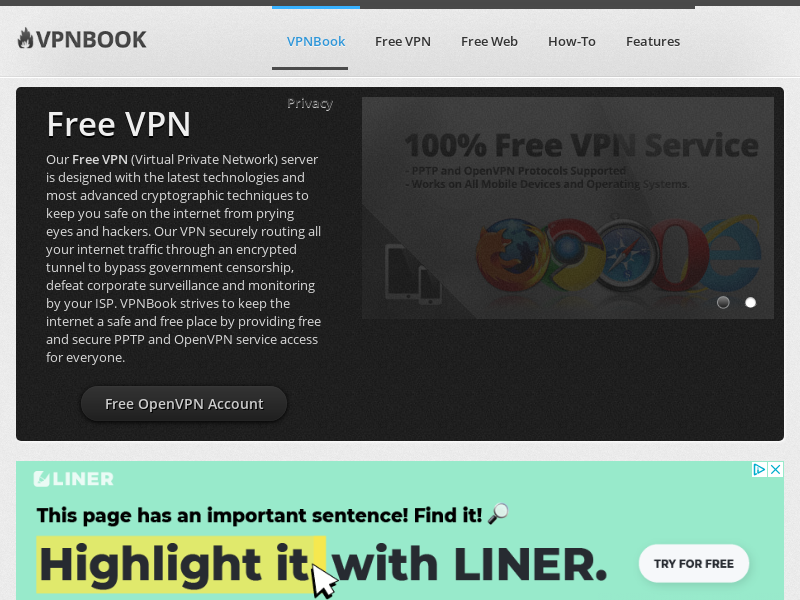 VPNBOOK
VPNBook Free VPN Free Web How-To Features
Privacy
Free VPN
Our Free VPN (Virtual Private Network) server
is designed with the latest technologies and
most advanced cryptographic techniques to
keep you safe on the internet from prying
eyes and hackers. Our VPN securely routing all
your internet traffic through an encrypted
tunnel to bypass government censorship,
defeat corporate surveillance and monitoring
by your ISP. VPNBook strives to keep the
internet a safe and free place by providing free
and secure PPTP and OpenVPN service access
for everyone.
Free OpenVPN Account
100% Free VPN Service
- PPTP and OpenVPN Protocols Supported
- Works on All Mobile Devices and Operating Systems.
LINER
This page has an important sentence! Find it!
Highlight it with LINER.
TRY FOR FREE